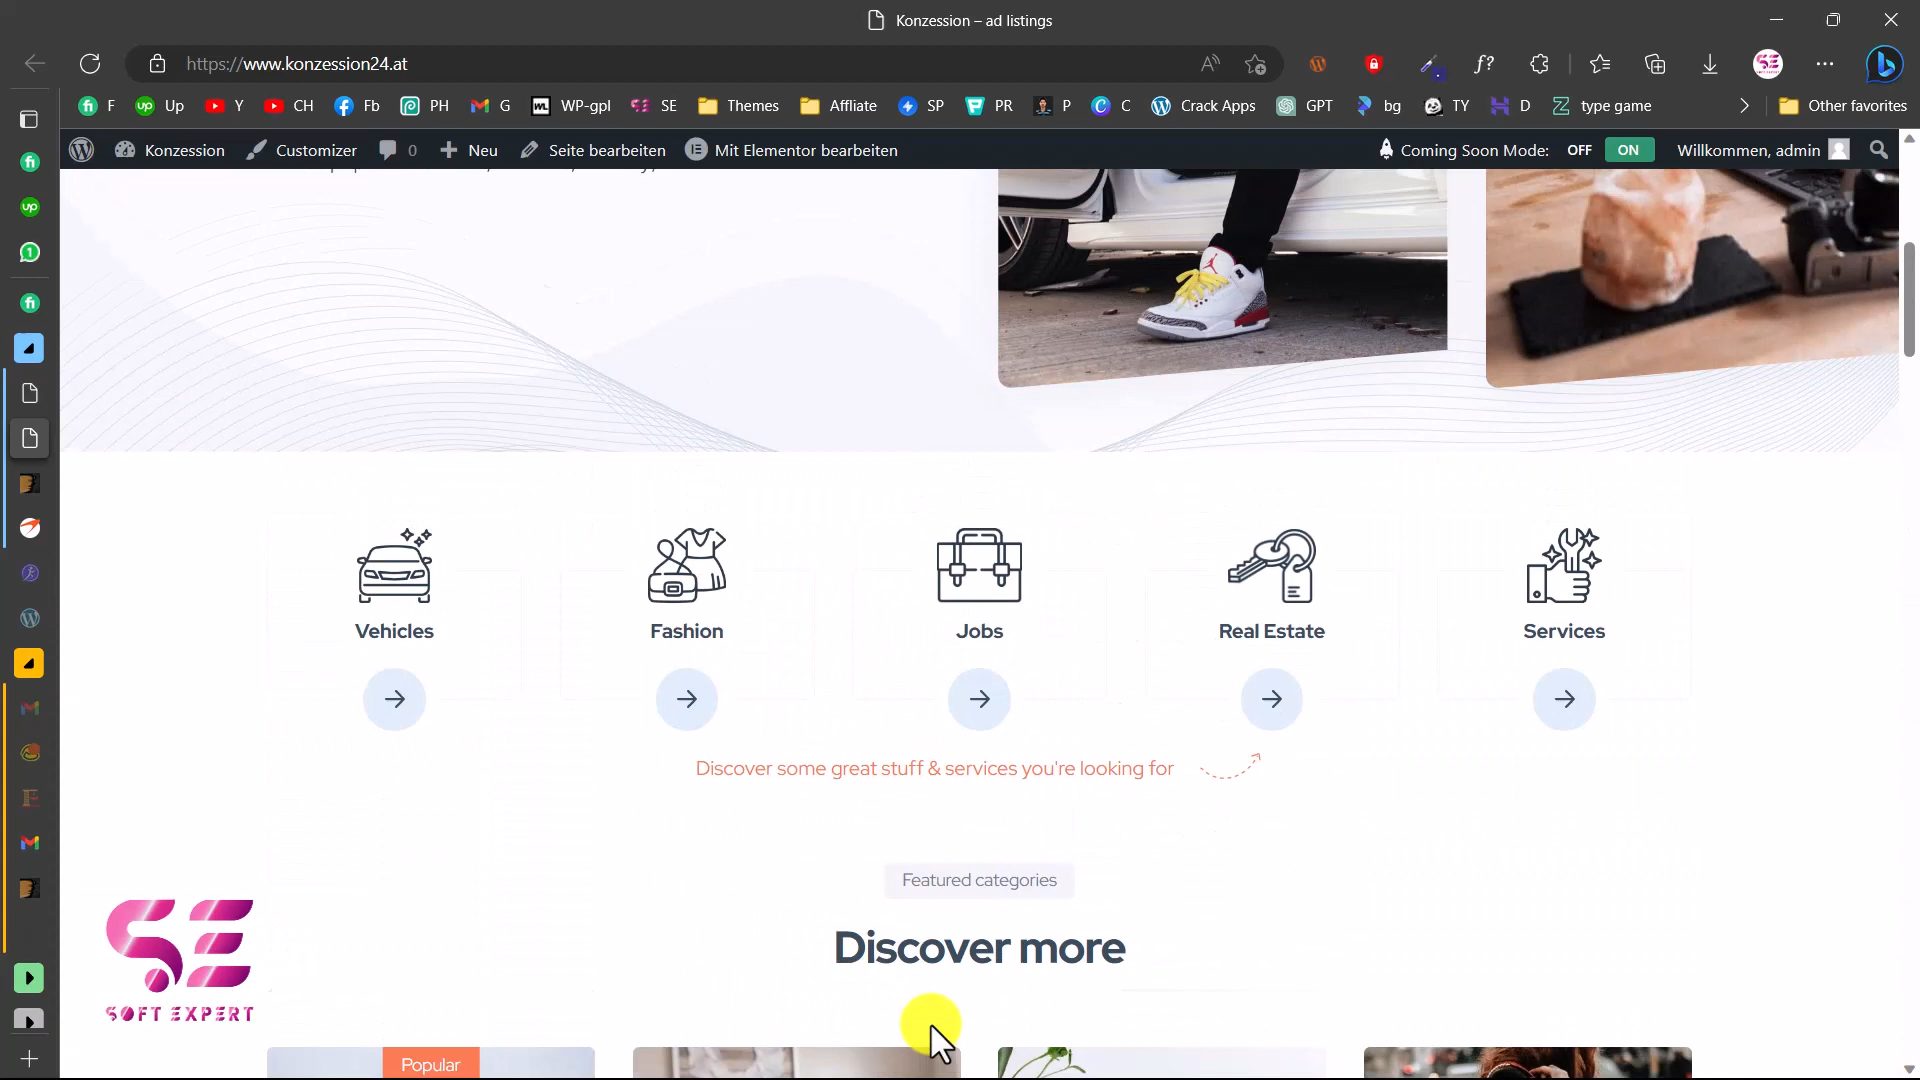 Konzession – ad listings
https://www.konzession24.at
F Up Y CH Fb PH G WP-gpl SE Themes Affliate SP PR P C Crack Apps GPT bg TY D type game Other favorites
Konzession Customizer 0 Neu Seite bearbeiten Mit Elementor bearbeiten Coming Soon Mode: OFF ON Willkommen, admin
Vehicles Fashion Jobs Real Estate Services
Discover some great stuff & services you're looking for
Featured categories
Discover more
SE
SOFT EXPERT
Popular